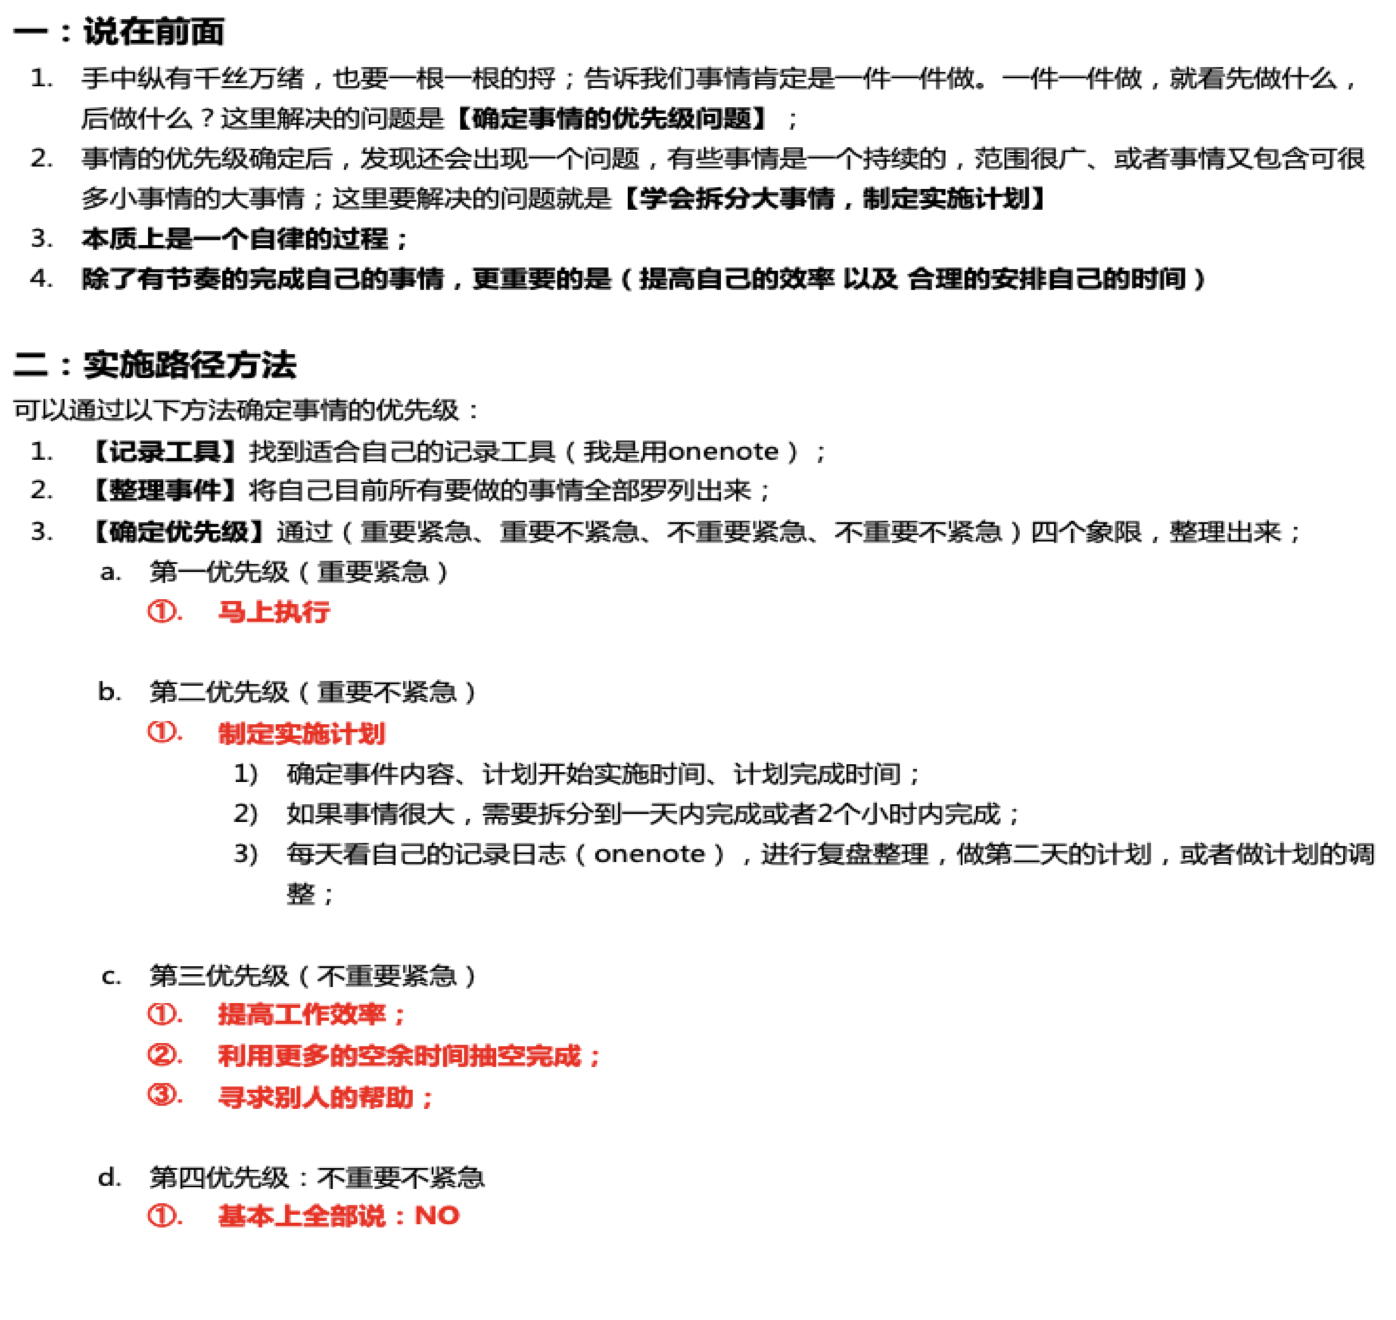 一：说在前面
1. 手中纵有千丝万绪，也要一根一根的捋；告诉我们事情肯定是一件一件做。一件一件做，就看先做什么，
后做什么？这里解决的问题是【确定事情的优先级问题】；
2. 事情的优先级确定后，发现还会出现一个问题，有些事情是一个持续的，范围很广、或者事情又包含可很
多小事情的大事情；这里要解决的问题就是【学会拆分大事情，制定实施计划】
3. 本质上是一个自律的过程；
4. 除了有节奏的完成自己的事情，更重要的是（提高自己的效率 以及 合理的安排自己的时间）
二：实施路径方法
可以通过以下方法确定事情的优先级：
1. 【记录工具】找到适合自己的记录工具（我是用onenote）；
2. 【整理事件】将自己目前所有要做的事情全部罗列出来；
3. 【确定优先级】通过（重要紧急、重要不紧急、不重要紧急、不重要不紧急）四个象限，整理出来；
a. 第一优先级（重要紧急）
①. 马上执行
b. 第二优先级（重要不紧急）
①. 制定实施计划
1) 确定事件内容、计划开始实施时间、计划完成时间；
2) 如果事情很大，需要拆分到一天内完成或者2个小时内完成；
3) 每天看自己的记录日志（onenote），进行复盘整理，做第二天的计划，或者做计划的调
整；
c. 第三优先级（不重要紧急）
①. 提高工作效率；
②. 利用更多的空余时间抽空完成；
③. 寻求别人的帮助；
d. 第四优先级：不重要不紧急
①. 基本上全部说：NO